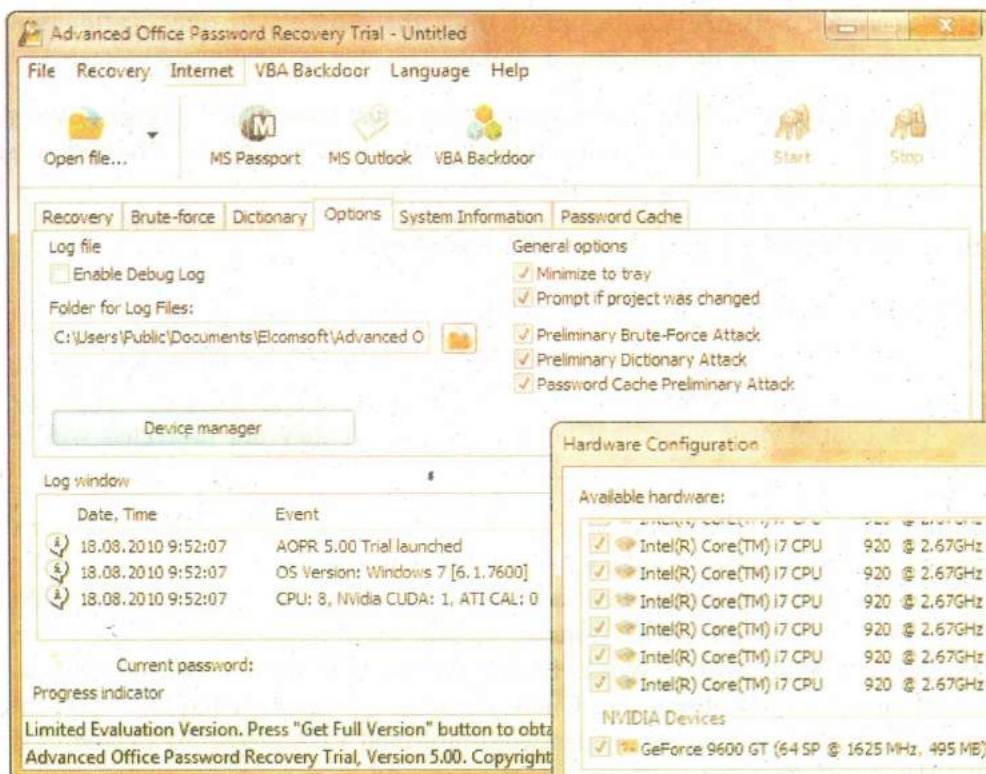 Advanced Office Password Recovery Trial - Untitled
File Recovery Internet VBA Backdoor Language Help
Open file... MS Passport MS Outlook VBA Backdoor Start Stop
Recovery Brute-force Dictionary Options System Information Password Cache
Log file
Enable Debug Log
Folder for Log Files:
C:\Users\Public\Documents\Elcomsoft\Advanced O
Device manager
General options
Minimize to tray
Prompt if project was changed
Preliminary Brute-Force Attack
Preliminary Dictionary Attack
Password Cache Preliminary Attack
Log window
Date, Time Event
18.08.2010 9:52:07 AOPR 5.00 Trial launched
18.08.2010 9:52:07 OS Version: Windows 7 [6.1.7600]
18.08.2010 9:52:07 CPU: 8, NVidia CUDA: 1, ATI CAL: 0
Current password:
Progress indicator
Limited Evaluation Version. Press "Get Full Version" button to obta
Advanced Office Password Recovery Trial, Version 5.00. Copyright
Hardware Configuration
Available hardware:
Intel(R) Core(TM) i7 CPU 920 @ 2.67GHz
Intel(R) Core(TM) i7 CPU 920 @ 2.67GHz
Intel(R) Core(TM) i7 CPU 920 @ 2.67GHz
Intel(R) Core(TM) i7 CPU 920 @ 2.67GHz
Intel(R) Core(TM) i7 CPU 920 @ 2.67GHz
Intel(R) Core(TM) i7 CPU 920 @ 2.67GHz
NVIDIA Devices
GeForce 9600 GT (64 SP @ 1625 MHz, 495 MB)